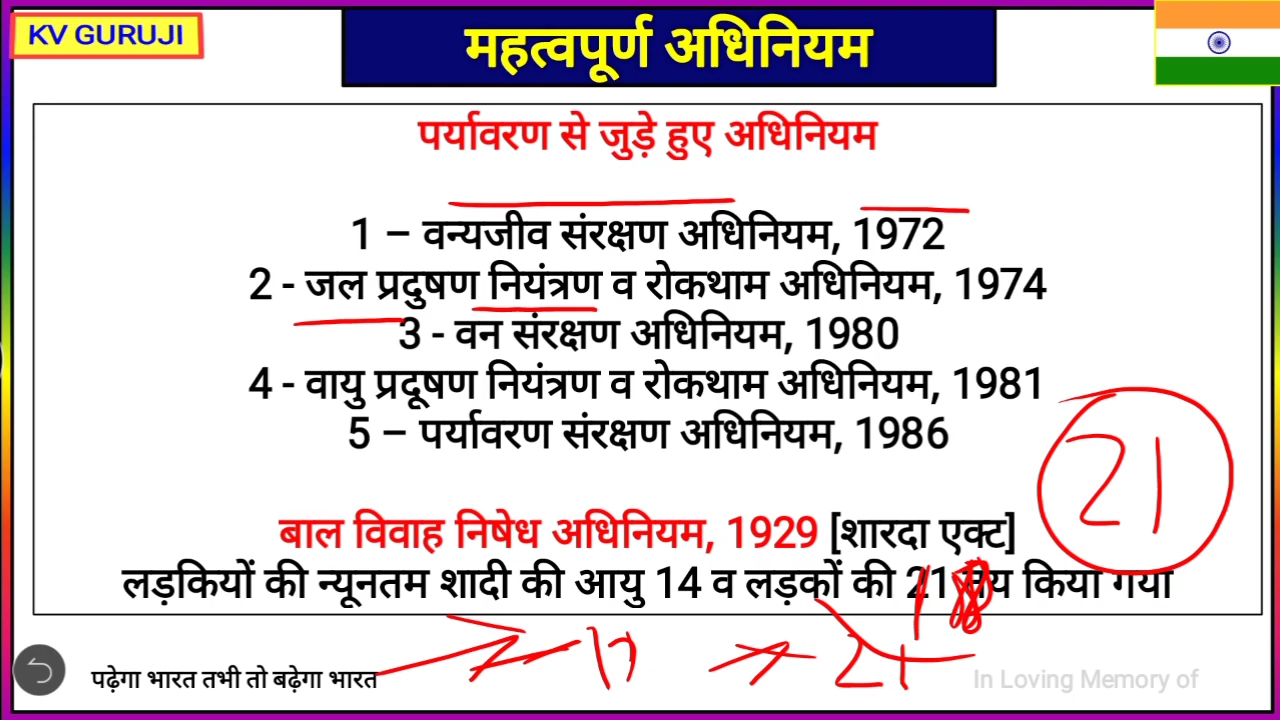 KV GURUJI
महत्वपूर्ण अधिनियम
पर्यावरण से जुड़े हुए अधिनियम
1 – वन्यजीव संरक्षण अधिनियम, 1972
2 - जल प्रदुषण नियंत्रण व रोकथाम अधिनियम, 1974
3 - वन संरक्षण अधिनियम, 1980
4 - वायु प्रदूषण नियंत्रण व रोकथाम अधिनियम, 1981
5 – पर्यावरण संरक्षण अधिनियम, 1986
21
बाल विवाह निषेध अधिनियम, 1929 [शारदा एक्ट]
लड़कियों की न्यूनतम शादी की आयु 14 व लड़कों की 21 तय किया गया
18
21
पढ़ेगा भारत तभी तो बढ़ेगा भारत
In Loving Memory of